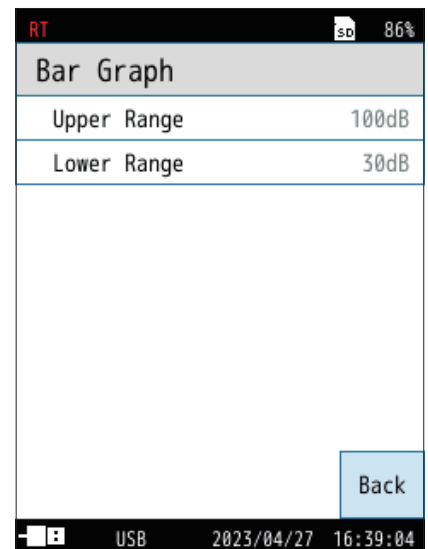 RT SD 86%
Bar Graph
Upper Range 100dB
Lower Range 30dB
Back
USB 2023/04/27 16:39:04